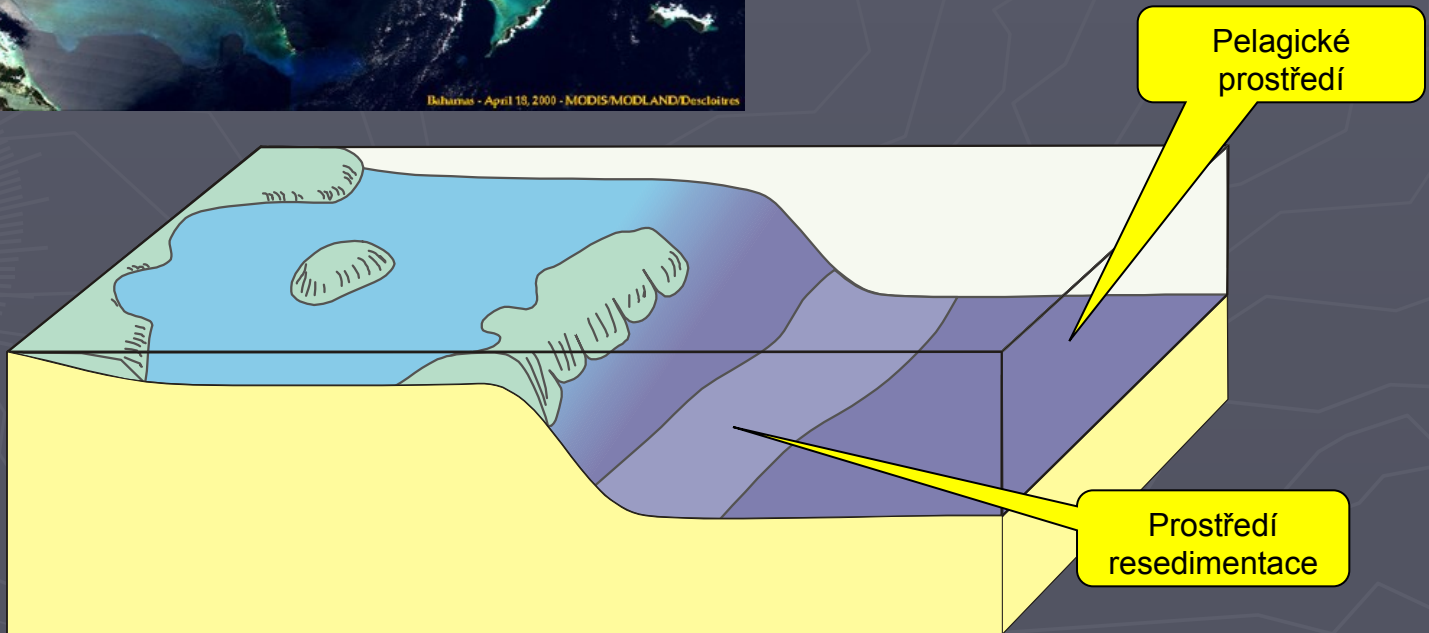 Bahamas - April 18, 2000 - MODIS/MODLAND/Descloitres
Pelagické
prostředí
Prostředí
resedimentace